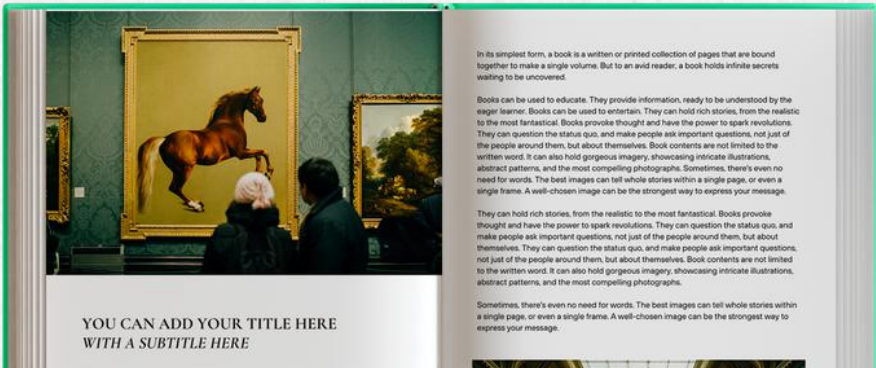 YOU CAN ADD YOUR TITLE HERE
WITH A SUBTITLE HERE
In its simplest form, a book is a written or printed collection of pages that are bound
together to make a single volume. But to an avid reader, a book holds infinite secrets
waiting to be uncovered.
Books can be used to educate. They provide information, ready to be understood by the
eager learner. Books can be used to entertain. They can hold rich stories, from the realistic
to the most fantastical. Books provoke thought and have the power to spark revolutions.
They can question the status quo, and make people ask important questions, not just of
the people around them, but about themselves. Book contents are not limited to the
written word. It can also hold gorgeous imagery, showcasing intricate illustrations,
abstract patterns, and the most compelling photographs. Sometimes, there's even no
need for words. The best images can tell whole stories within a single page, or even a
single frame. A well-chosen image can be the strongest way to express your message.
They can hold rich stories, from the realistic to the most fantastical. Books provoke
thought and have the power to spark revolutions. They can question the status quo, and
make people ask important questions, not just of the people around them, but about
themselves. They can question the status quo, and make people ask important questions,
not just of the people around them, but about themselves. Book contents are not limited
to the written word. It can also hold gorgeous imagery, showcasing intricate illustrations,
abstract patterns, and the most compelling photographs.
Sometimes, there's even no need for words. The best images can tell whole stories within
a single page, or even a single frame. A well-chosen image can be the strongest way to
express your message.